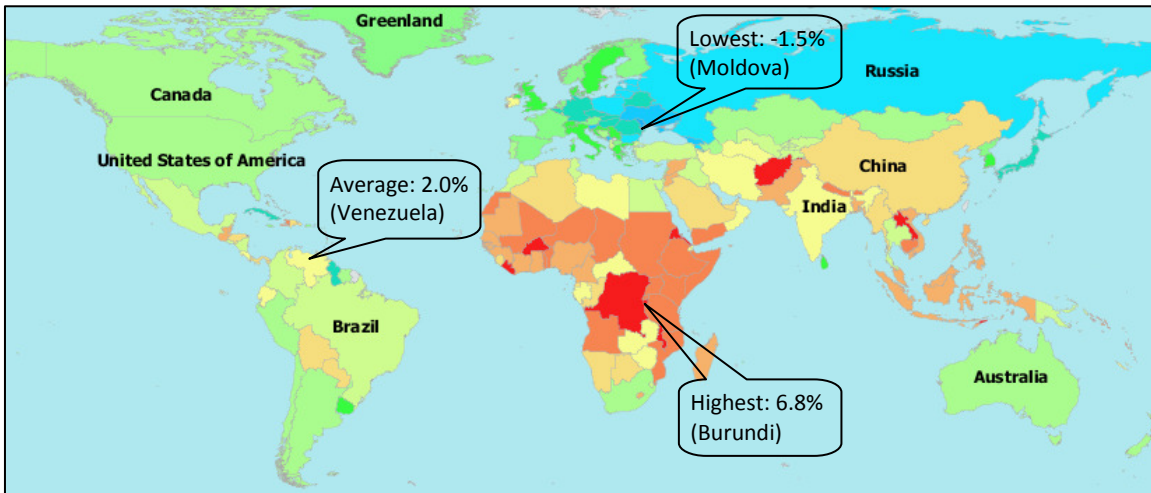 Greenland
Lowest: -1.5%
(Moldova)
Russia
Canada
United States of America
China
Average: 2.0%
(Venezuela)
India
Brazil
Australia
Highest: 6.8%
(Burundi)